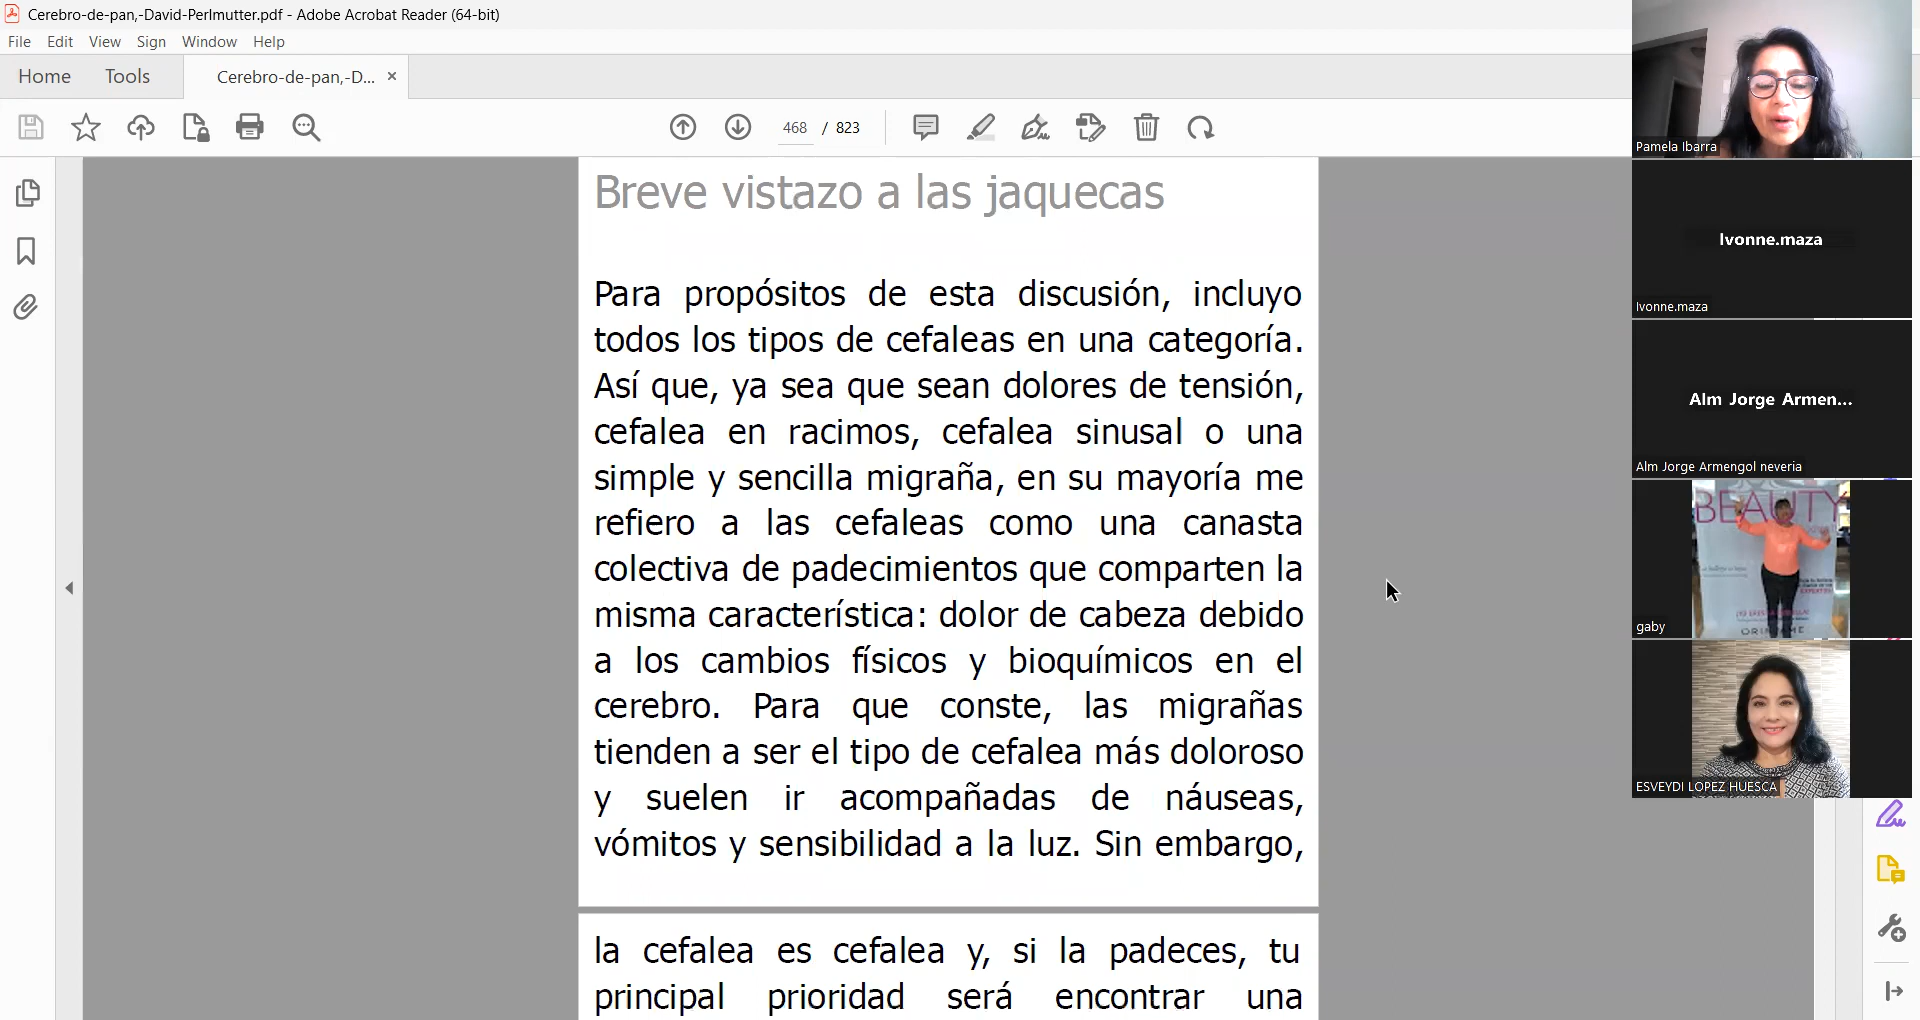 Cerebro-de-pan,-David-Perlmutter.pdf - Adobe Acrobat Reader (64-bit)
File Edit View Sign Window Help
Home Tools Cerebro-de-pan,-D... ×
468 / 823
Breve vistazo a las jaquecas
Para propósitos de esta discusión, incluyo
todos los tipos de cefaleas en una categoría.
Así que, ya sea que sean dolores de tensión,
cefalea en racimos, cefalea sinusal o una
simple y sencilla migraña, en su mayoría me
refiero a las cefaleas como una canasta
colectiva de padecimientos que comparten la
misma característica: dolor de cabeza debido
a los cambios físicos y bioquímicos en el
cerebro. Para que conste, las migrañas
tienden a ser el tipo de cefalea más doloroso
y suelen ir acompañadas de náuseas,
vómitos y sensibilidad a la luz. Sin embargo,
la cefalea es cefalea y, si la padeces, tu
principal prioridad será encontrar una
Pamela Ibarra
Ivonne.maza
Ivonne.maza
Alm Jorge Armen...
Alm Jorge Armengol neveria
BEAUTY
gaby
ESVEYDI LOPEZ HUESCA